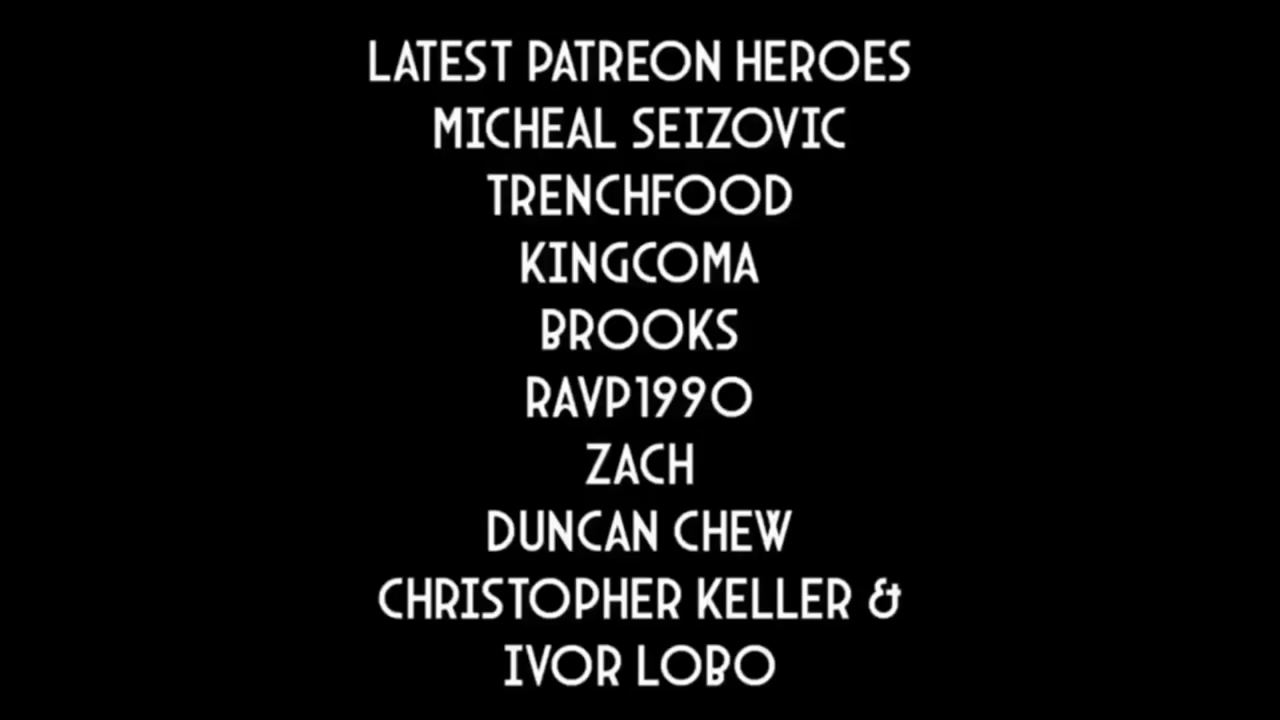 LATEST PATREON HEROES
MICHEAL SEIZOVIC
TRENCHFOOD
KINGCOMA
BROOKS
RAVP1990
ZACH
DUNCAN CHEW
CHRISTOPHER KELLER &
IVOR LOBO